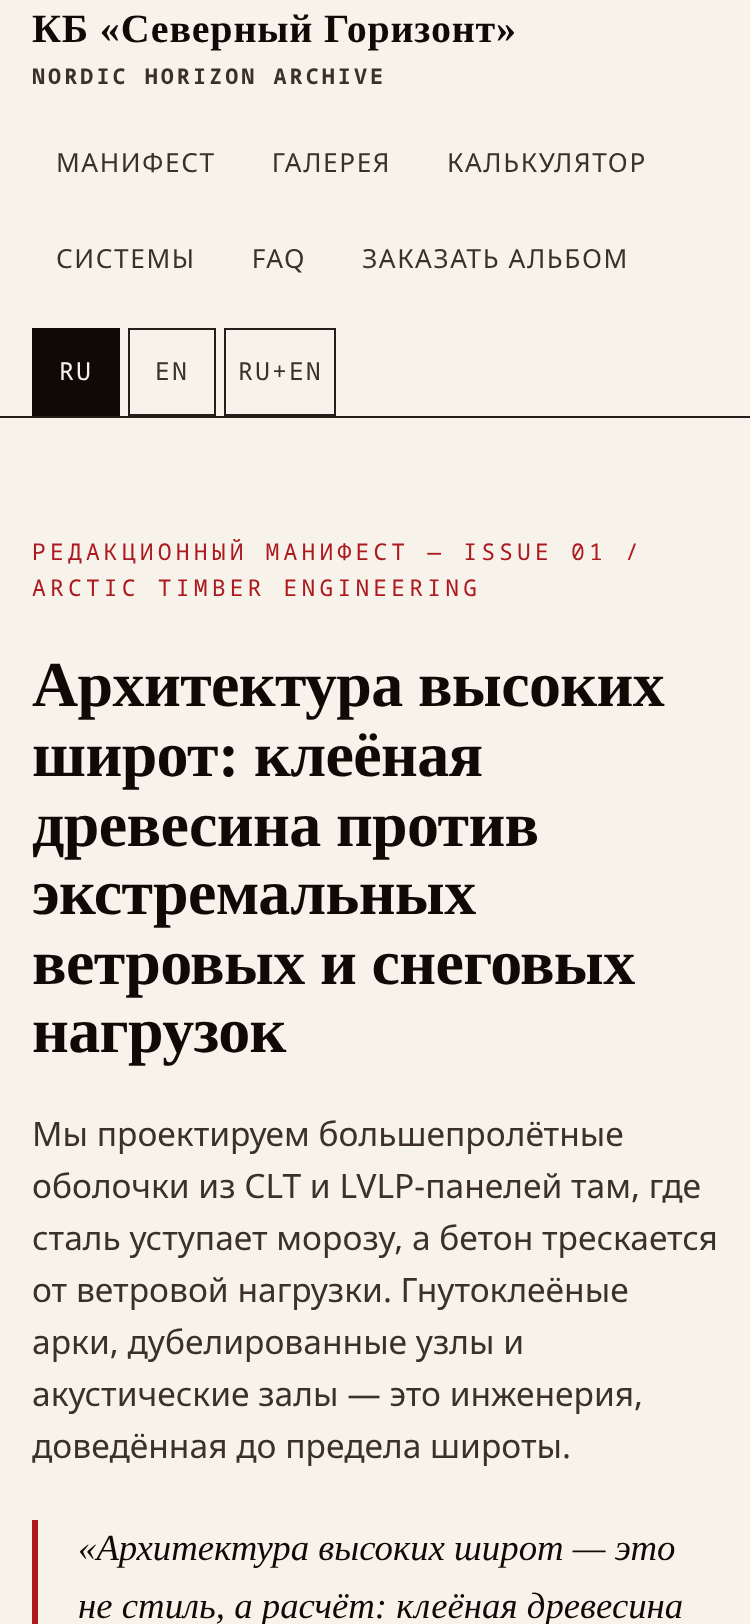 КБ «Северный Горизонт»
NORDIC HORIZON ARCHIVE
МАНИФЕСТ ГАЛЕРЕЯ КАЛЬКУЛЯТОР
СИСТЕМЫ FAQ ЗАКАЗАТЬ АЛЬБОМ
RU EN RU+EN
РЕДАКЦИОННЫЙ МАНИФЕСТ — ISSUE 01 /
ARCTIC TIMBER ENGINEERING
Архитектура высоких
широт: клеёная
древесина против
экстремальных
ветровых и снеговых
нагрузок
Мы проектируем большепролётные
оболочки из CLT и LVLP-панелей там, где
сталь уступает морозу, а бетон трескается
от ветровой нагрузки. Гнутоклеёные
арки, дубелированные узлы и
акустические залы — это инженерия,
доведённая до предела широты.
«Архитектура высоких широт — это
не стиль, а расчёт: клеёная древесина